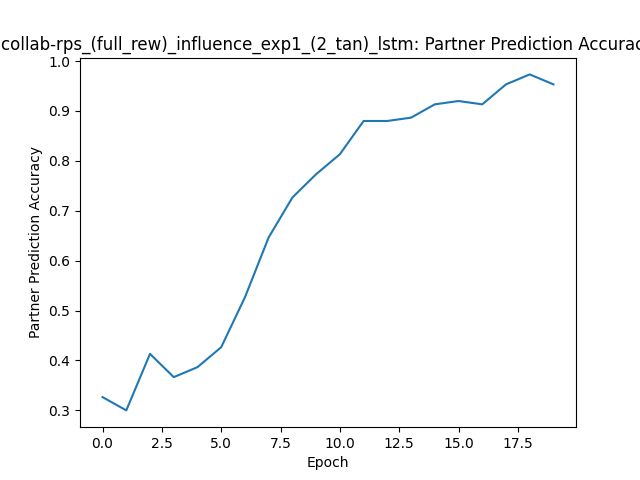 collab-rps_(full_rew)_influence_exp1_(2_tan)_lstm: Partner Prediction Accurac
1.0
0.9
0.8
0.7
0.6
0.5
0.4
0.3
Partner Prediction Accuracy
0.0 2.5 5.0 7.5 10.0 12.5 15.0 17.5
Epoch